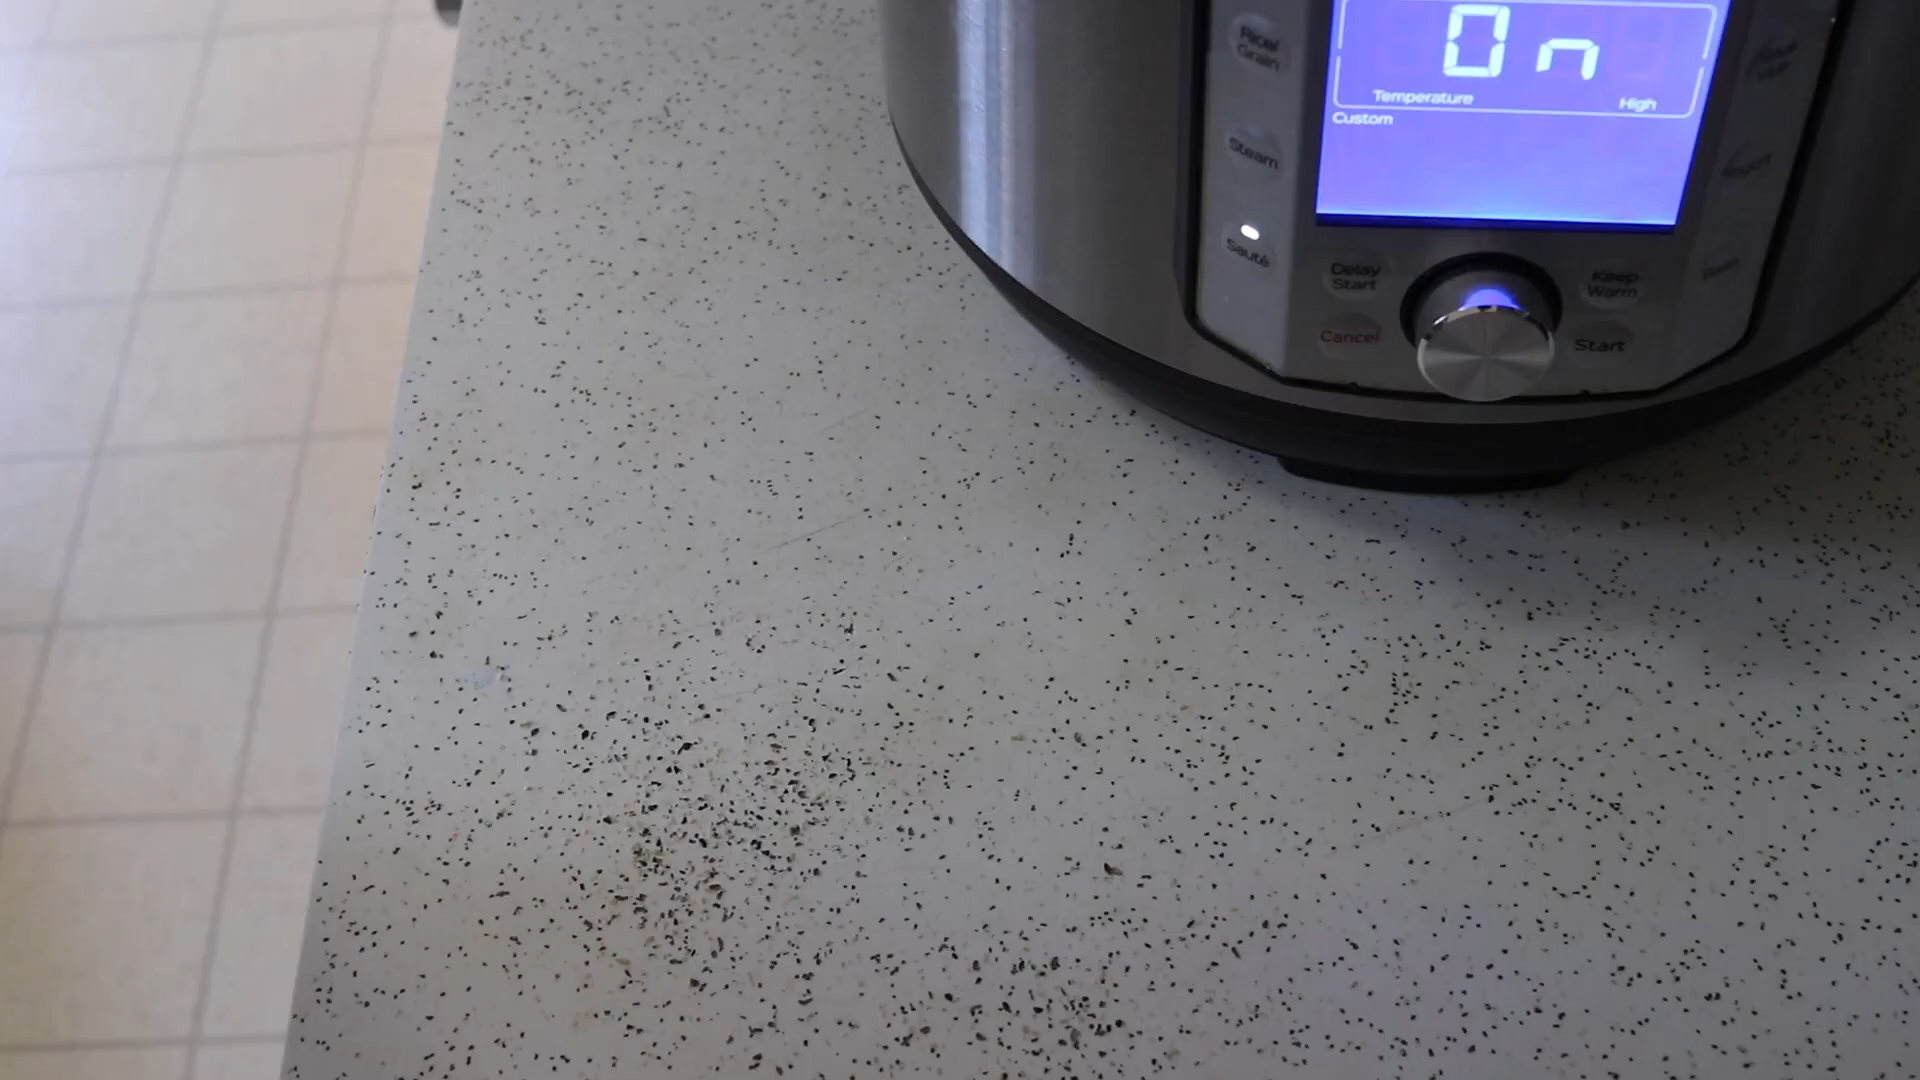 Rice/
Grain
On
Temperature High
Custom
Steam
Sauté
Delay
Start
Keep
Warm
Cancel
Start